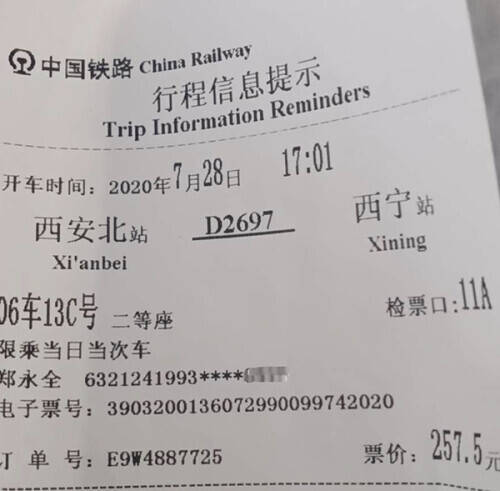 中国铁路 China Railway
行程信息提示
Trip Information Reminders
开车时间：2020年7月28日 17:01
西安北站 D2697 西宁站
Xi'anbei Xining
06车13C号 二等座 检票口:11A
限乘当日当次车
郑永全 6321241993****
电子票号：3903200136072990099742020
订单号：E9W4887725 票价：257.5元